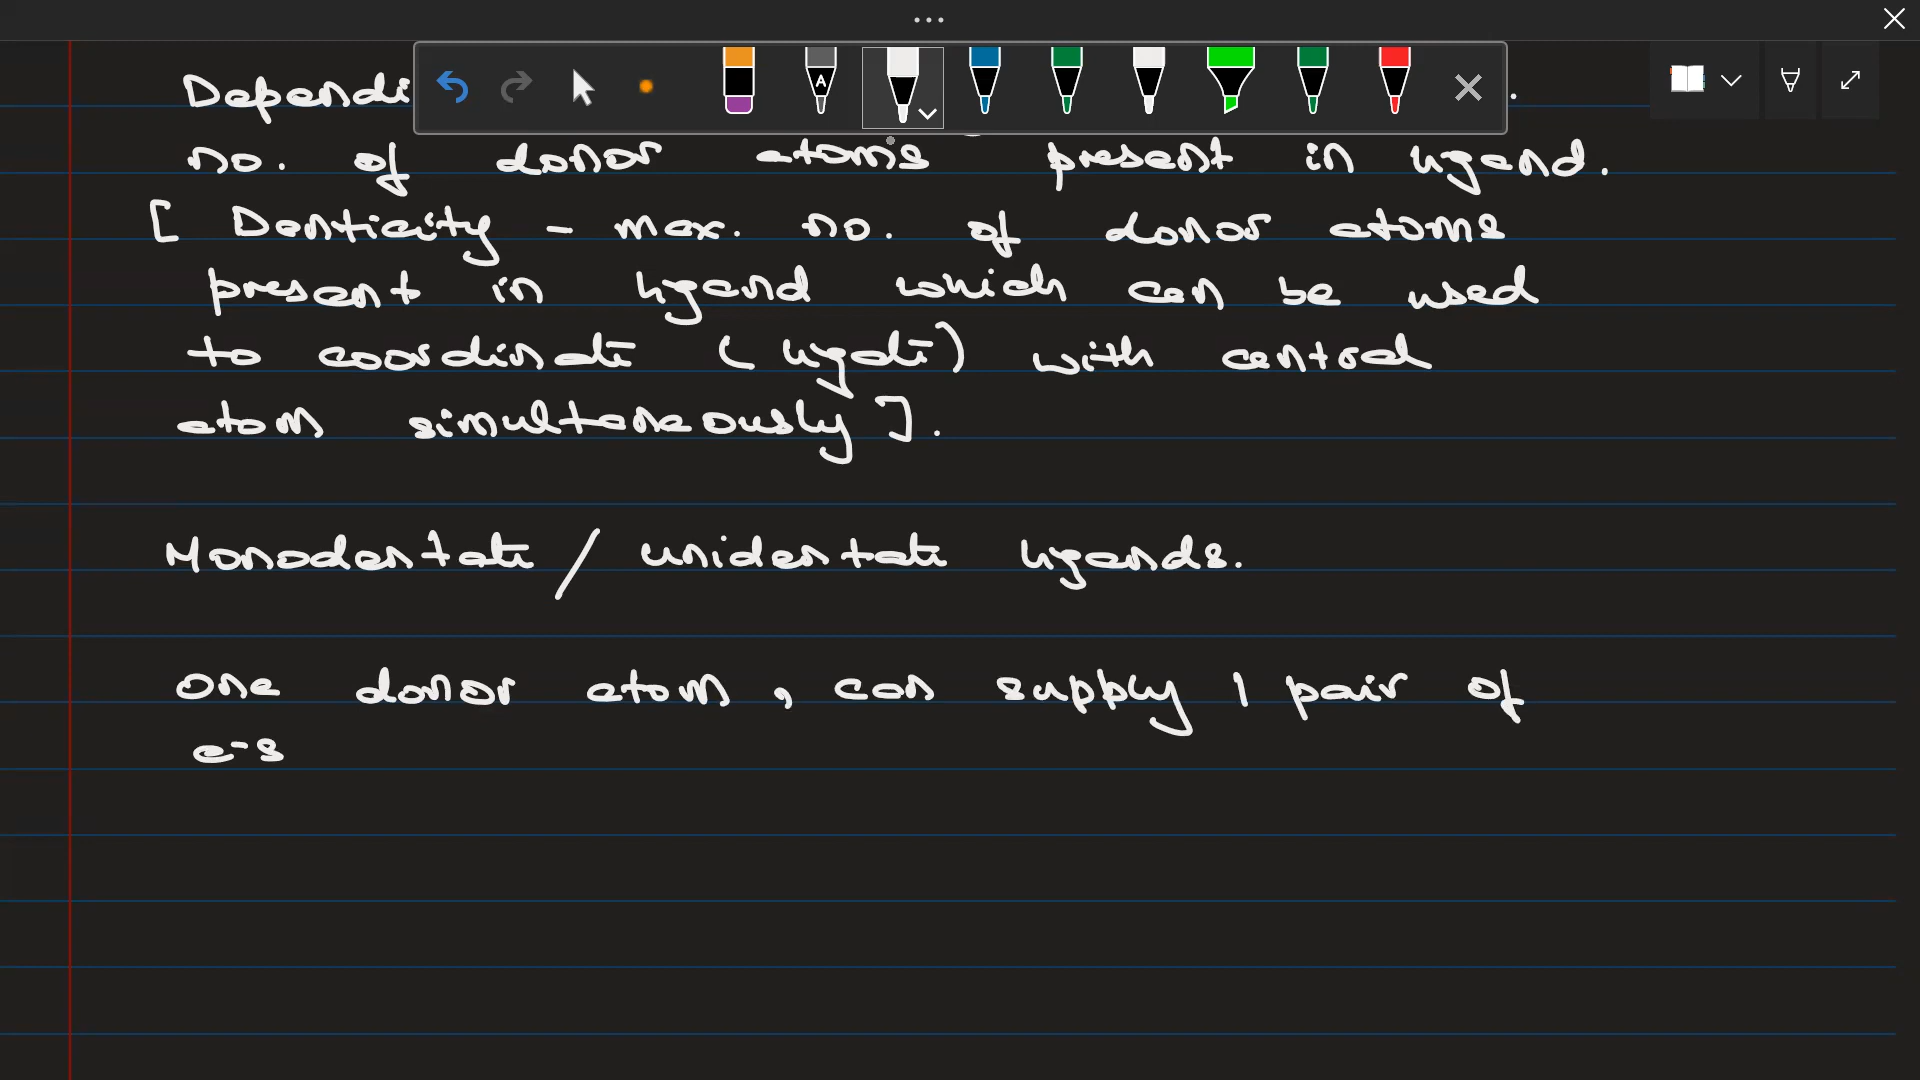 Dependi
no. of donor atoms present in ligand.
[ Denticity - max. no. of donor atoms
present in ligand which can be used
to coordinate (ligate) with central
atom simultaneously ].
Monodentate / unidentate ligands.
One donor atom, can supply 1 pair of
e-s